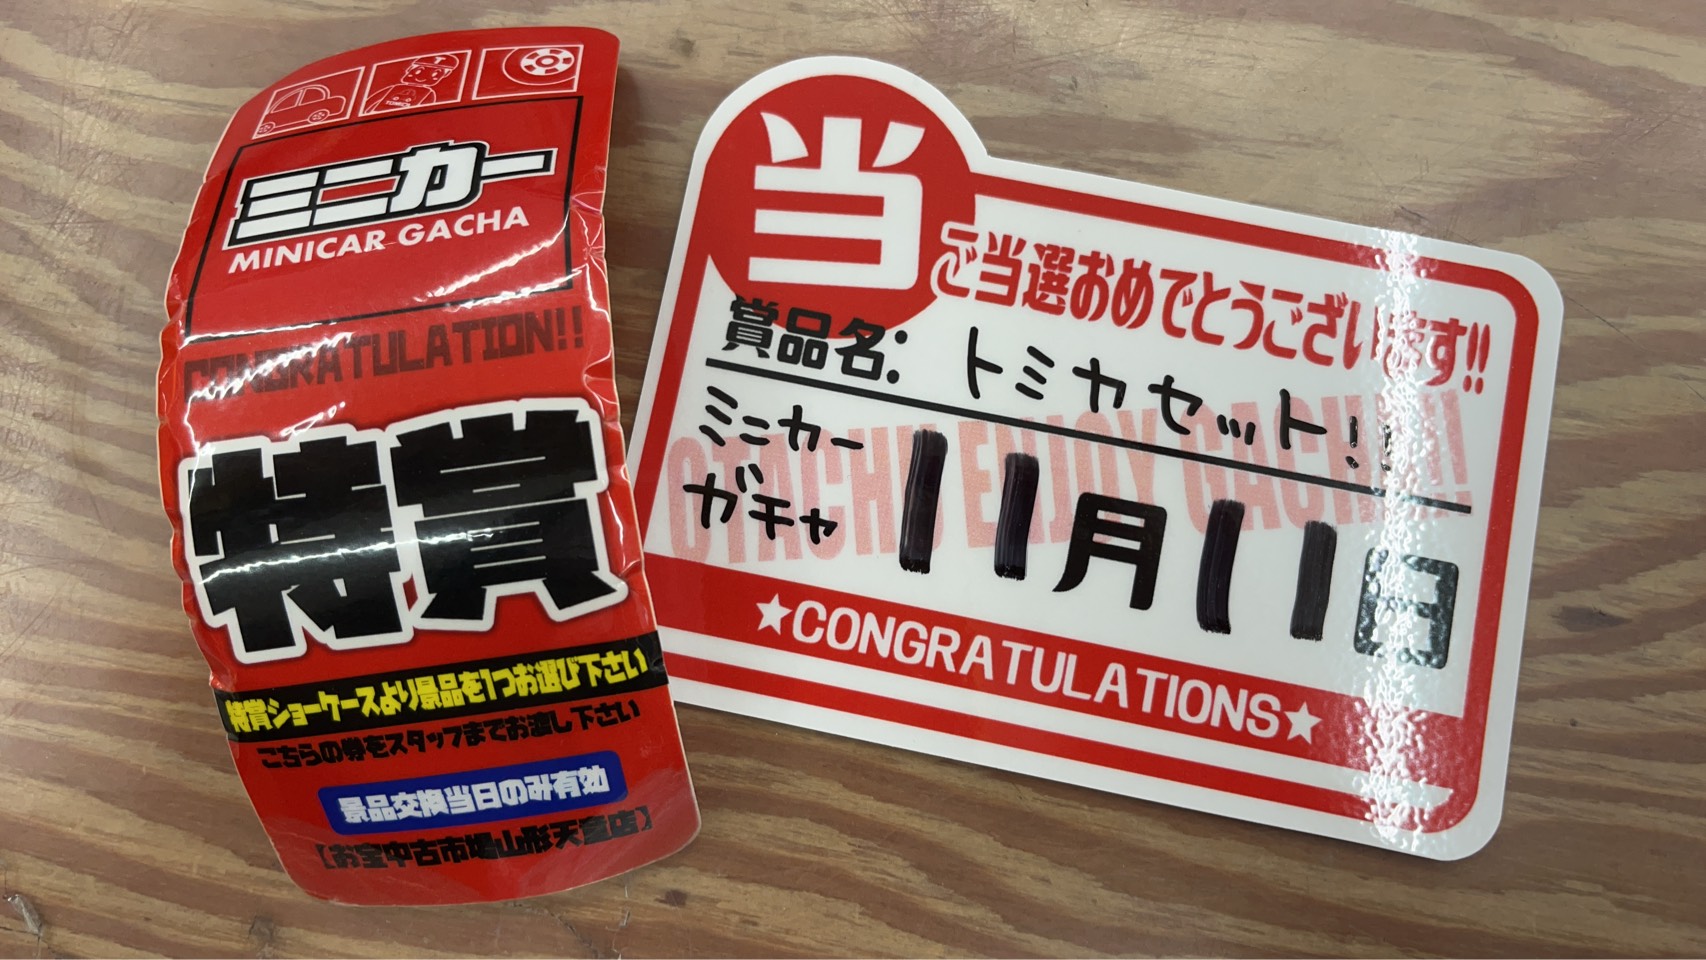 ミニカー
MINICAR GACHA
CONGRATULATION!!
特賞
特賞ショーケースより景品を1つお選び下さい
こちらの券をスタッフまでお渡し下さい
景品交換当日のみ有効
【お宝中古市場山形天童店】
当
ご当選おめでとうございます!!
賞品名: トミカセット!!
ミニカー
ガチャ
11月11日
OTACHU ENJOY GACHA!!
★CONGRATULATIONS★